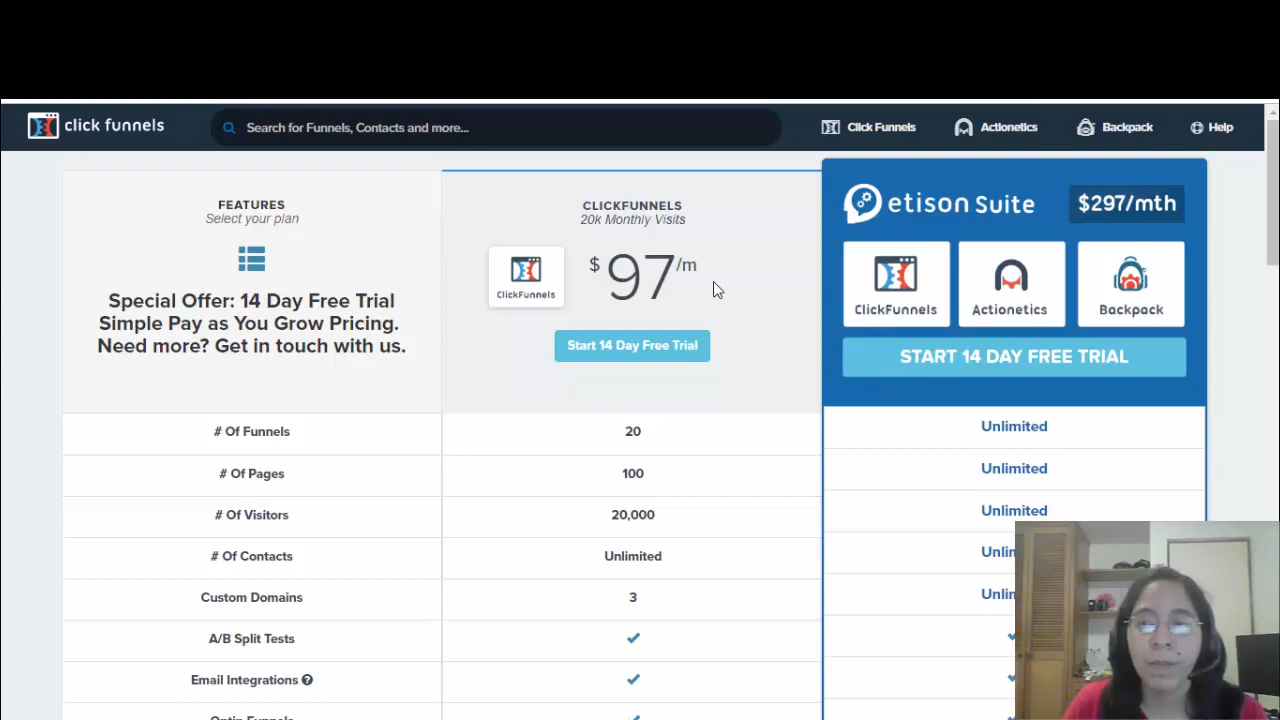 click funnels
Search for Funnels, Contacts and more...
Click Funnels
Actionetics
Backpack
Help
FEATURES
Select your plan
Special Offer: 14 Day Free Trial
Simple Pay as You Grow Pricing.
Need more? Get in touch with us.
CLICKFUNNELS
20k Monthly Visits
ClickFunnels
$97/m
Start 14 Day Free Trial
etison Suite
$297/mth
ClickFunnels
Actionetics
Backpack
START 14 DAY FREE TRIAL
# Of Funnels 20 Unlimited
# Of Pages 100 Unlimited
# Of Visitors 20,000 Unlimited
# Of Contacts Unlimited
Custom Domains 3
A/B Split Tests
Email Integrations